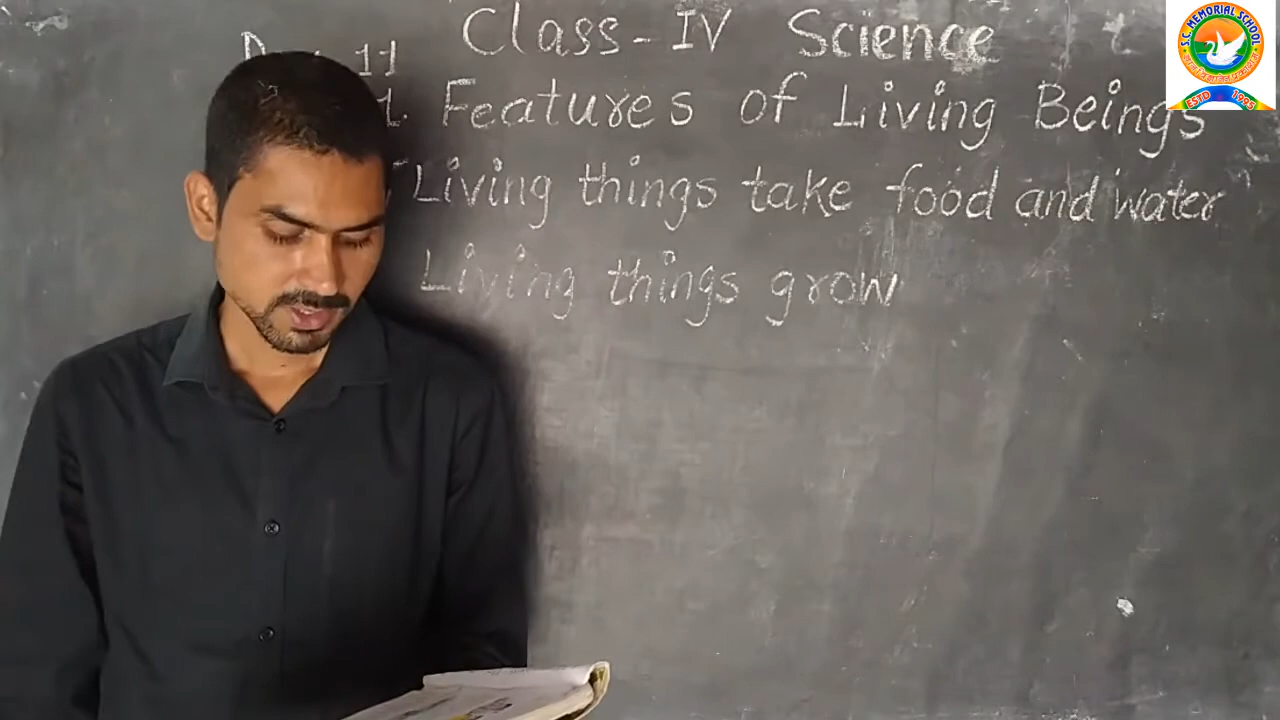 Class-IV Science
11
1. Features of Living Beings
Living things take food and water
Living things grow
S.C. MEMORIAL SCHOOL
ESTD 1995